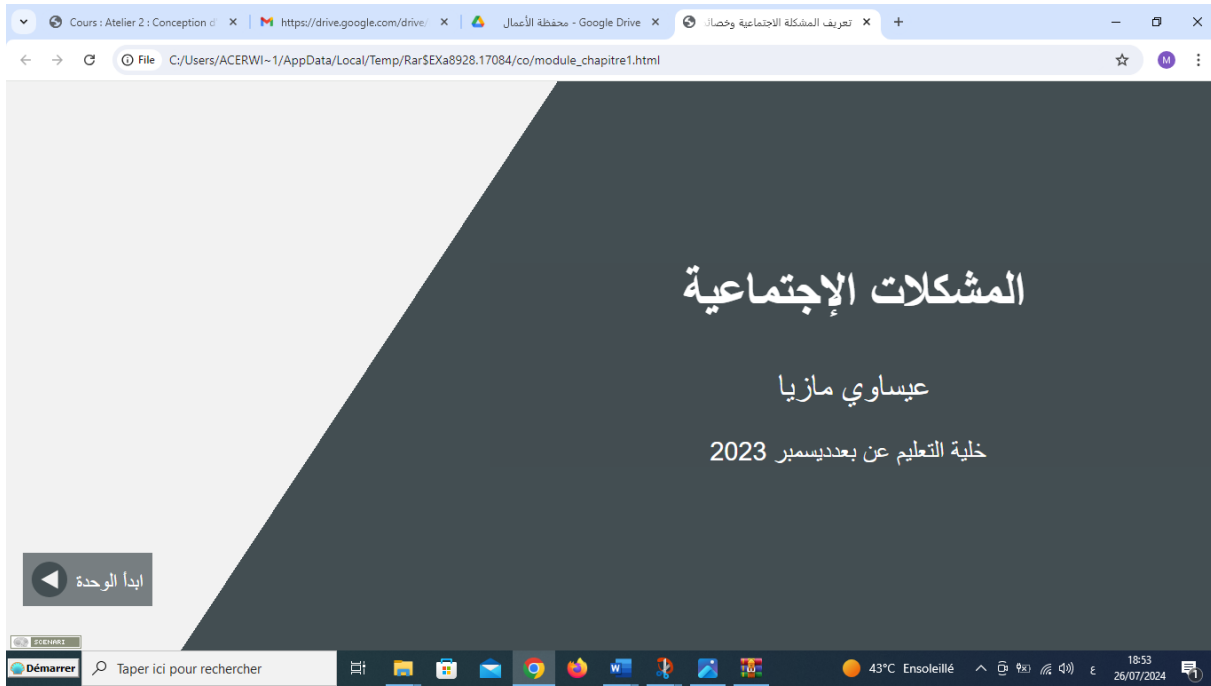 Cours : Atelier 2 : Conception d'
https://drive.google.com/drive/
محفظة الأعمال - Google Drive
تعريف المشكلة الاجتماعية وخصائ
File
C:/Users/ACERWI~1/AppData/Local/Temp/Rar$EXa8928.17084/co/module_chapitre1.html
M
المشكلات الإجتماعية
عيساوي مازيا
خلية التعليم عن بعدديسمبر 2023
ابدأ الوحدة
SCENARI
Démarrer
Taper ici pour rechercher
43°C Ensoleillé
ع
18:53
26/07/2024
1